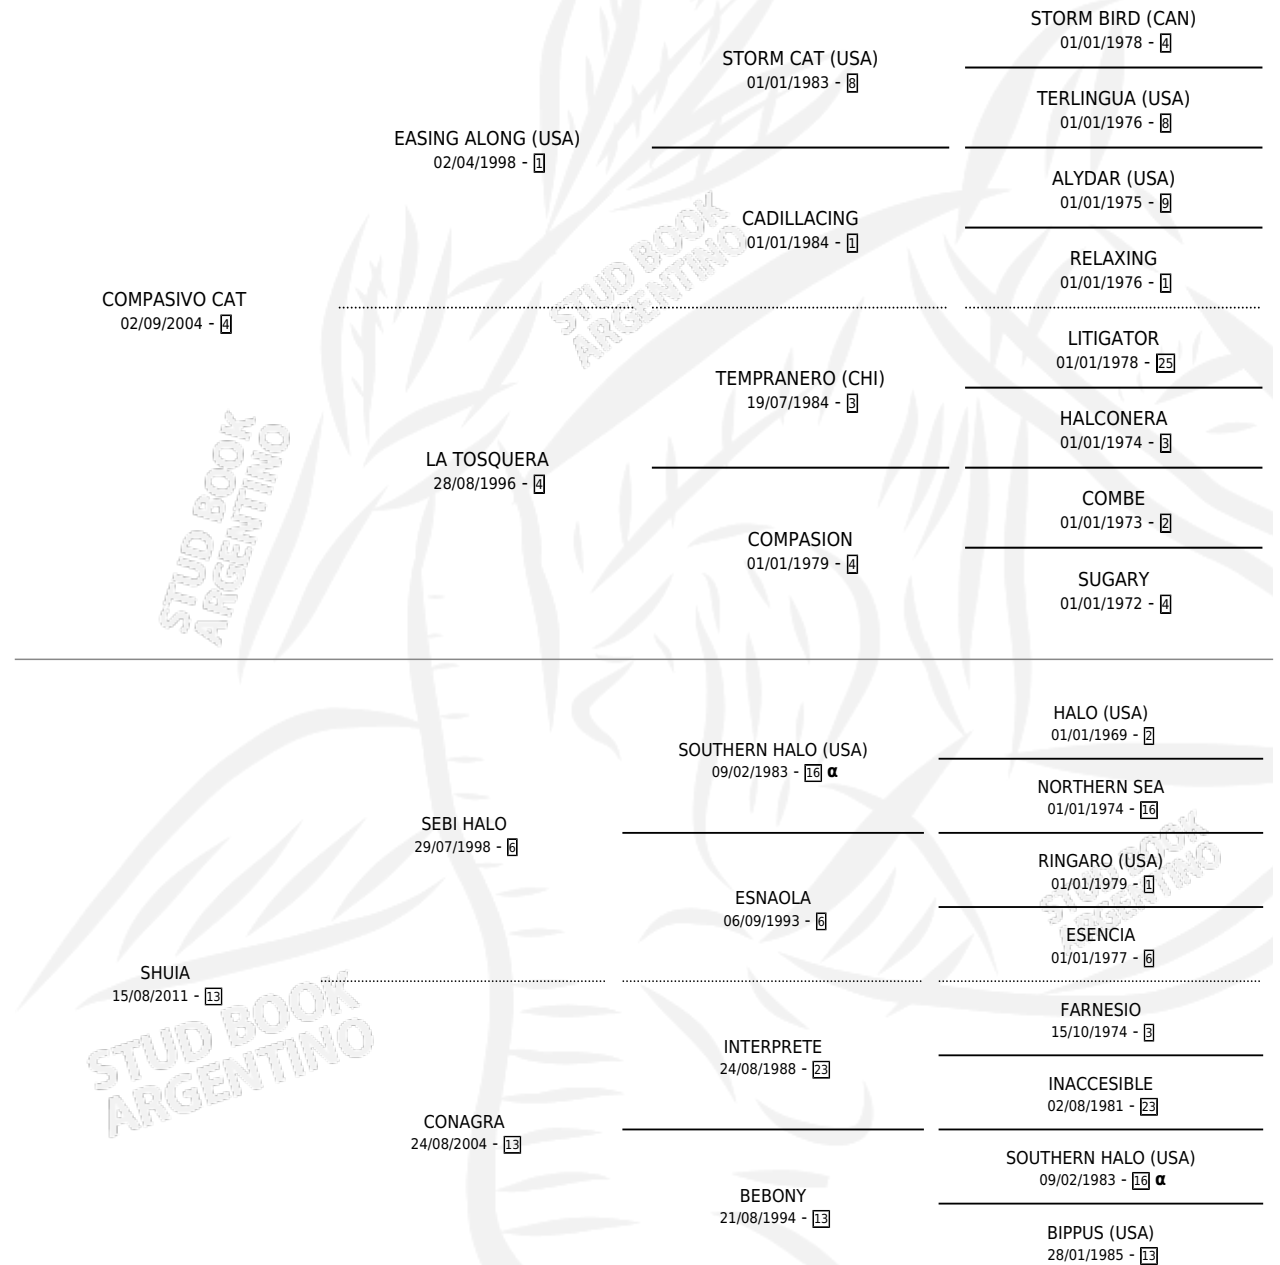 STORM BIRD (CAN)
01/01/1978 - 4
STORM CAT (USA)
01/01/1983 - 8
TERLINGUA (USA)
01/01/1976 - 8
EASING ALONG (USA)
02/04/1998 - 1
ALYDAR (USA)
01/01/1975 - 9
CADILLACING
01/01/1984 - 1
RELAXING
01/01/1976 - 1
COMPASIVO CAT
02/09/2004 - 4
LITIGATOR
01/01/1978 - 25
TEMPRANERO (CHI)
19/07/1984 - 3
HALCONERA
01/01/1974 - 3
LA TOSQUERA
28/08/1996 - 4
COMBE
01/01/1973 - 2
COMPASION
01/01/1979 - 4
SUGARY
01/01/1972 - 4
HALO (USA)
01/01/1969 - 2
SOUTHERN HALO (USA)
09/02/1983 - 16 α
NORTHERN SEA
01/01/1974 - 16
SEBI HALO
29/07/1998 - 6
RINGARO (USA)
01/01/1979 - 1
ESNAOLA
06/09/1993 - 6
ESENCIA
01/01/1977 - 6
SHUIA
15/08/2011 - 13
FARNESIO
15/10/1974 - 3
INTERPRETE
24/08/1988 - 23
INACCESIBLE
02/08/1981 - 23
CONAGRA
24/08/2004 - 13
SOUTHERN HALO (USA)
09/02/1983 - 16 α
BEBONY
21/08/1994 - 13
BIPPUS (USA)
28/01/1985 - 13
STUD BOOK
ARGENTINO
STUD BOOK
ARGENTINO
STUD BOOK
ARGENTINO
STUD BOOK
ARGENTINO